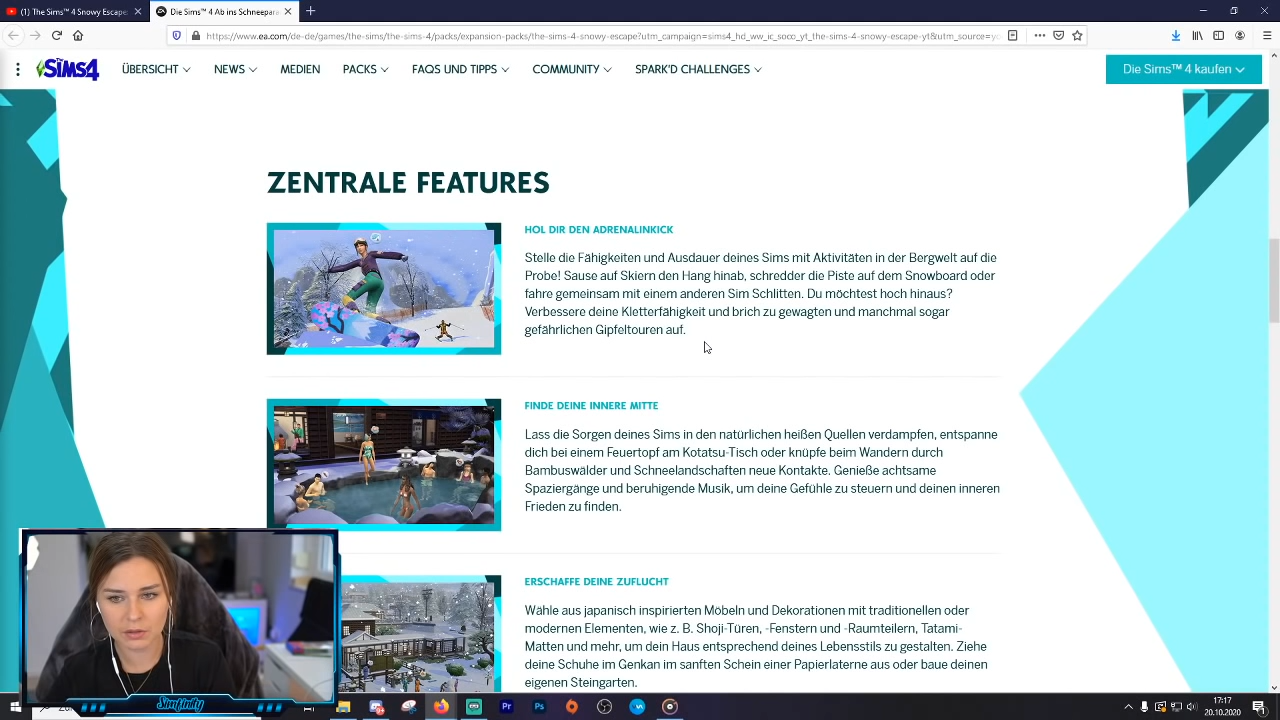 EA Die Sims 4 Ab ins Schneeparadie
https://www.ea.com/de-de/games/the-sims/the-sims-4/packs/expansion-packs/the-sims-4-snowy-escape?utm_campaign=sims4_hd_ww_ic_soco_yt_the-sims-4-snowy-escape-yt&utm_source=y
The SIMS4 ÜBERSICHT NEWS MEDIEN PACKS FAQS UND TIPPS COMMUNITY SPARK'D CHALLENGES Die Sims™ 4 kaufen
ZENTRALE FEATURES
HOL DIR DEN ADRENALINKICK
Stelle die Fähigkeiten und Ausdauer deines Sims mit Aktivitäten in der Bergwelt auf die
Probe! Sause auf Skiern den Hang hinab, schredder die Piste auf dem Snowboard oder
fahre gemeinsam mit einem anderen Sim Schlitten. Du möchtest hoch hinaus?
Verbessere deine Kletterfähigkeit und brich zu gewagten und manchmal sogar
gefährlichen Gipfeltouren auf.
FINDE DEINE INNERE MITTE
Lass die Sorgen deines Sims in den natürlichen heißen Quellen verdampfen, entspanne
dich bei einem Feuertopf am Kotatsu-Tisch oder knüpfe beim Wandern durch
Bambuswälder und Schneelandschaften neue Kontakte. Genieße achtsame
Spaziergänge und beruhigende Musik, um deine Gefühle zu steuern und deinen inneren
Frieden zu finden.
ERSCHAFFE DEINE ZUFLUCHT
Wähle aus japanisch inspirierten Möbeln und Dekorationen mit traditionellen oder
modernen Elementen, wie z. B. Shoji-Türen, -Fenstern und -Raumteilern, Tatami-
Matten und mehr, um dein Haus entsprechend deines Lebensstils zu gestalten. Ziehe
deine Schuhe im Genkan im sanften Schein einer Papierlaterne aus oder baue deinen
eigenen Steingarten.
Simfinity
Pr Ps
17:17
20.10.2020